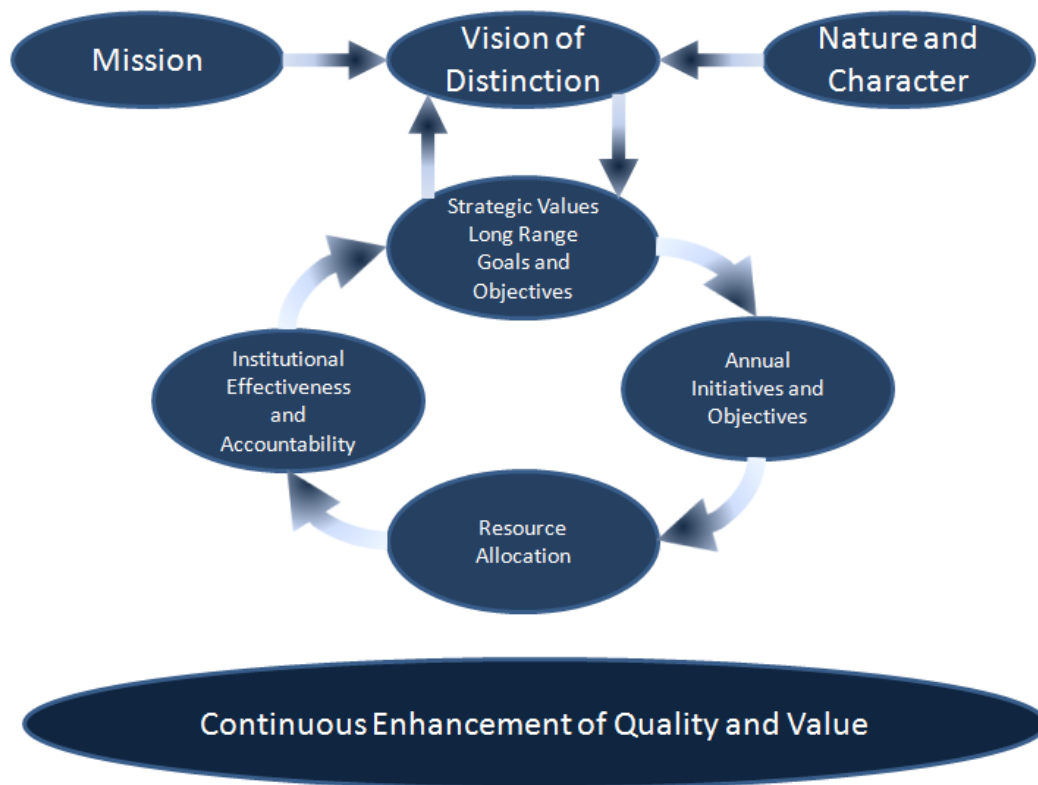 Mission
Vision of
Distinction
Nature and
Character
Strategic Values
Long Range
Goals and
Objectives
Institutional
Effectiveness
and
Accountability
Annual
Initiatives and
Objectives
Resource
Allocation
Continuous Enhancement of Quality and Value